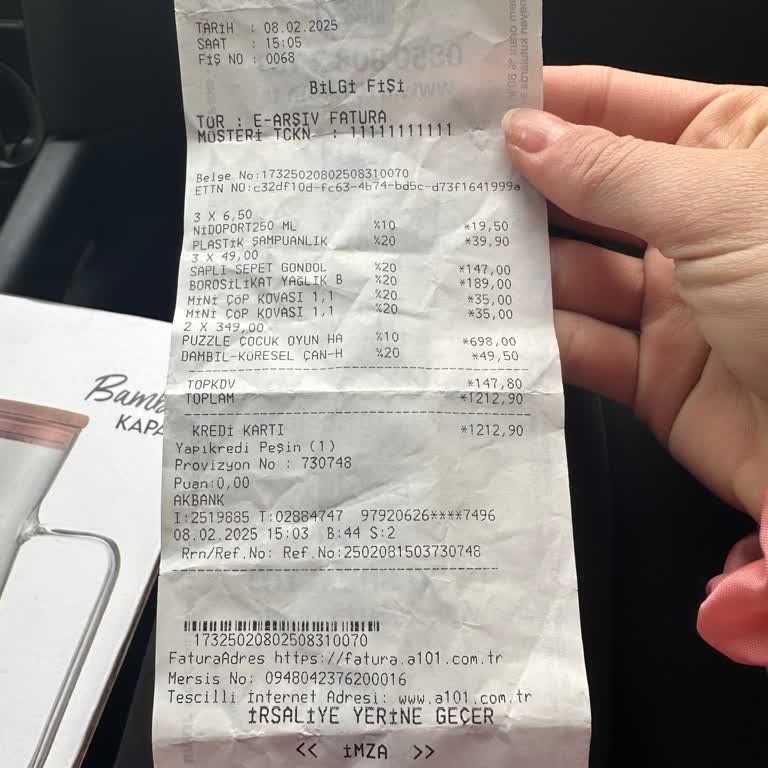 TARİH : 08.02.2025
SAAT : 15:05
FİŞ NO : 0068
BİLGİ FİŞİ
TÜR : E-ARŞİV FATURA
MÜŞTERİ TCKN : 11111111111
Belge No:17325020802508310070
ETTN NO:c32df10d-fc63-4b74-bd5c-d73f1641999a
3 X 6,50
NİDOPORT250 ML %10 *19,50
PLASTİK ŞAMPUANLIK %20 *39,90
3 X 49,00
SAPLI SEPET GONDOL %20 *147,00
BOROSİLİKAT YAĞLIK B %20 *189,00
MİNİ ÇÖP KOVASI 1,1 %20 *35,00
MİNİ ÇÖP KOVASI 1,1 %20 *35,00
2 X 349,00
PUZZLE ÇOCUK OYUN HA %10 *698,00
DAMBIL-KÜRESEL ÇAN-H %20 *49,50
TOPKDV *147,80
TOPLAM *1212,90
KREDİ KARTI *1212,90
Yapıkredi Peşin (1)
Provizyon No : 730748
Puan:0,00
AKBANK
I:2519885 T:02884747 97920626****7496
08.02.2025 15:03 B:44 S:2
Rrn/Ref.No: Ref.No:2502081503730748
17325020802508310070
FaturaAdres https://fatura.a101.com.tr
Mersis No: 0948042376200016
Tescilli İnternet Adresi: www.a101.com.tr
İRSALİYE YERİNE GEÇER
<< İMZA >>
KAPA